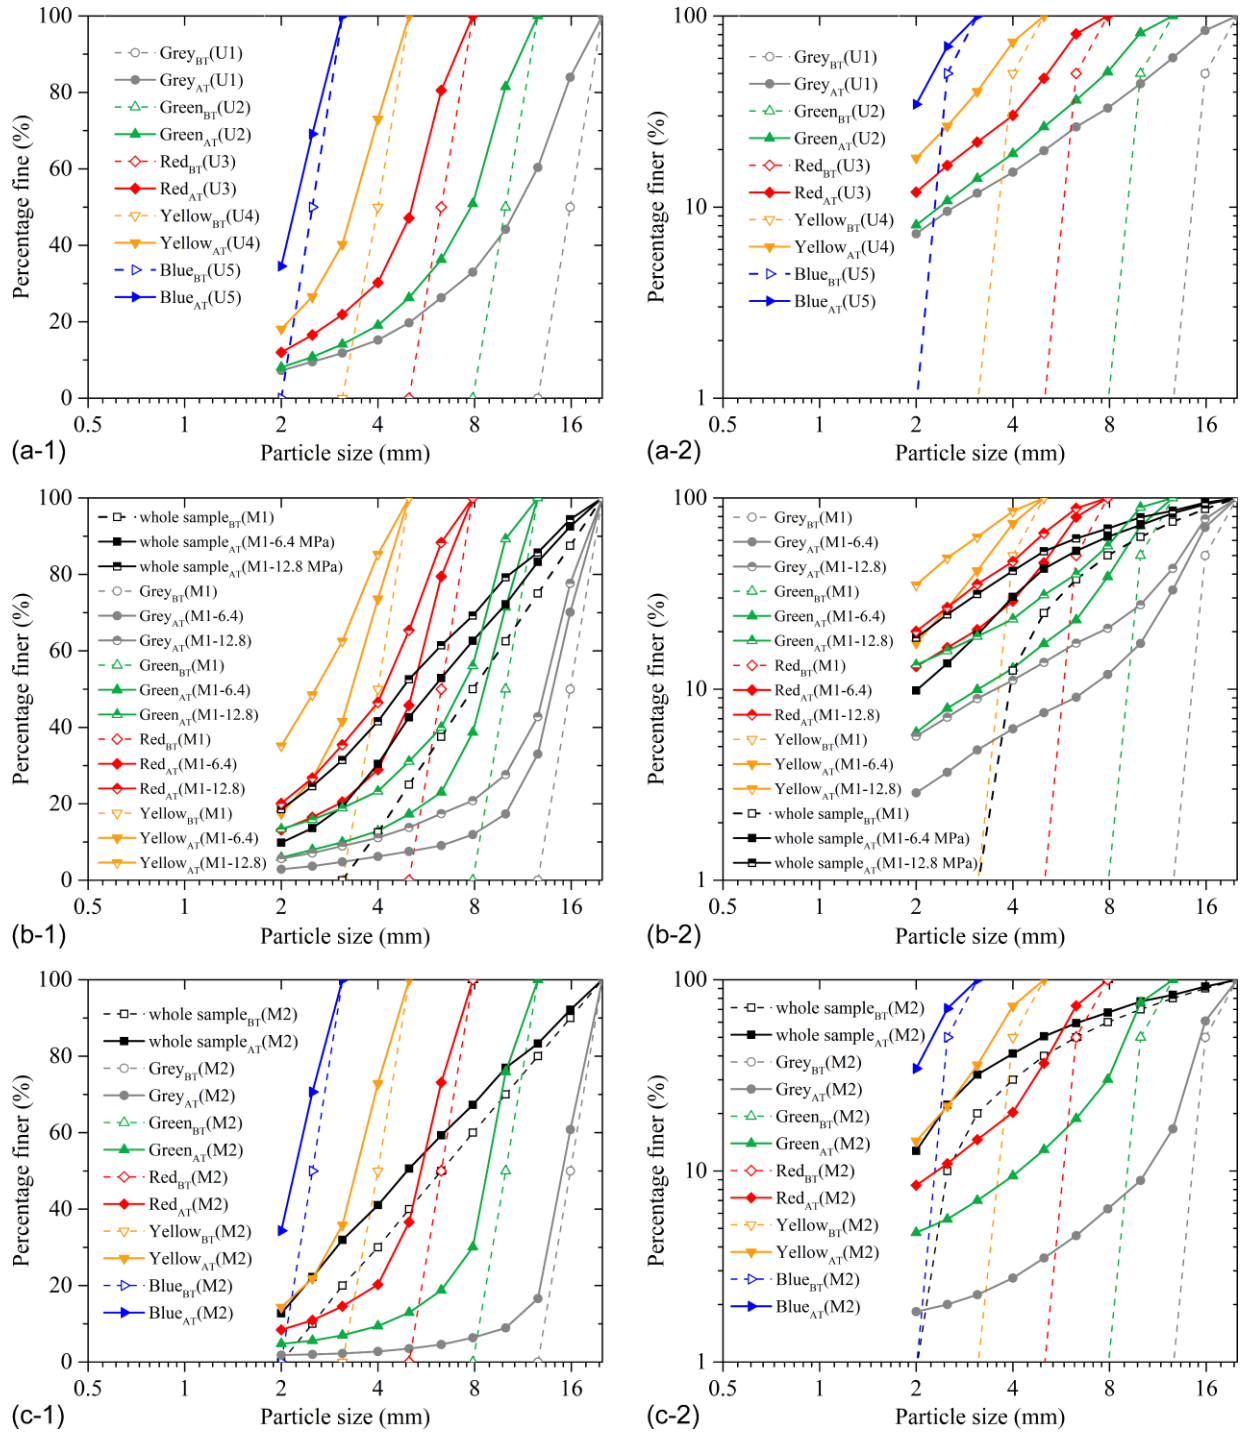 100
80
60
40
20
0
Percentage fine (%)
Grey_BT(U1)
Grey_AT(U1)
Green_BT(U2)
Green_AT(U2)
Red_BT(U3)
Red_AT(U3)
Yellow_BT(U4)
Yellow_AT(U4)
Blue_BT(U5)
Blue_AT(U5)
0.5 1 2 4 8 16
Particle size (mm)
(a-1)
100
10
1
Percentage finer (%)
Grey_BT(U1)
Grey_AT(U1)
Green_BT(U2)
Green_AT(U2)
Red_BT(U3)
Red_AT(U3)
Yellow_BT(U4)
Yellow_AT(U4)
Blue_BT(U5)
Blue_AT(U5)
0.5 1 2 4 8 16
Particle size (mm)
(a-2)
100
80
60
40
20
0
Percentage finer (%)
whole sample_BT(M1)
whole sample_AT(M1-6.4 MPa)
whole sample_AT(M1-12.8 MPa)
Grey_BT(M1)
Grey_AT(M1-6.4)
Grey_AT(M1-12.8)
Green_BT(M1)
Green_AT(M1-6.4)
Green_AT(M1-12.8)
Red_BT(M1)
Red_AT(M1-6.4)
Red_AT(M1-12.8)
Yellow_BT(M1)
Yellow_AT(M1-6.4)
Yellow_AT(M1-12.8)
0.5 1 2 4 8 16
Particle size (mm)
(b-1)
100
10
1
Percentage finer (%)
Grey_BT(M1)
Grey_AT(M1-6.4)
Grey_AT(M1-12.8)
Green_BT(M1)
Green_AT(M1-6.4)
Green_AT(M1-12.8)
Red_BT(M1)
Red_AT(M1-6.4)
Red_AT(M1-12.8)
Yellow_BT(M1)
Yellow_AT(M1-6.4)
Yellow_AT(M1-12.8)
whole sample_BT(M1)
whole sample_AT(M1-6.4 MPa)
whole sample_AT(M1-12.8 MPa)
0.5 1 2 4 8 16
Particle size (mm)
(b-2)
100
80
60
40
20
0
Percentage finer (%)
whole sample_BT(M2)
whole sample_AT(M2)
Grey_BT(M2)
Grey_AT(M2)
Green_BT(M2)
Green_AT(M2)
Red_BT(M2)
Red_AT(M2)
Yellow_BT(M2)
Yellow_AT(M2)
Blue_BT(M2)
Blue_AT(M2)
0.5 1 2 4 8 16
Particle size (mm)
(c-1)
100
10
1
Percentage finer (%)
whole sample_BT(M2)
whole sample_AT(M2)
Grey_BT(M2)
Grey_AT(M2)
Green_BT(M2)
Green_AT(M2)
Red_BT(M2)
Red_AT(M2)
Yellow_BT(M2)
Yellow_AT(M2)
Blue_BT(M2)
Blue_AT(M2)
0.5 1 2 4 8 16
Particle size (mm)
(c-2)